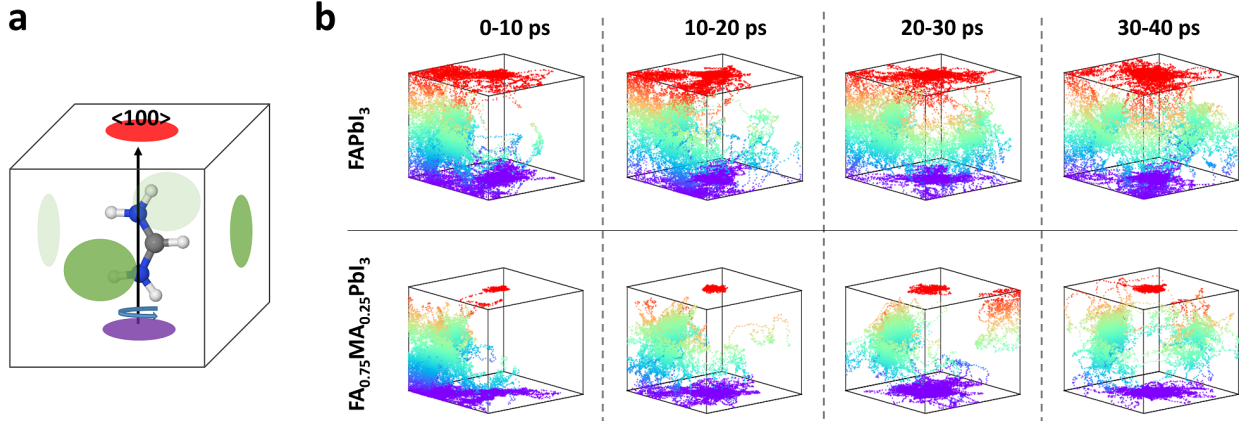 a
b
0-10 ps
10-20 ps
20-30 ps
30-40 ps
<100>
FAPbI₃
FA₀.₇₅MA₀.₂₅PbI₃